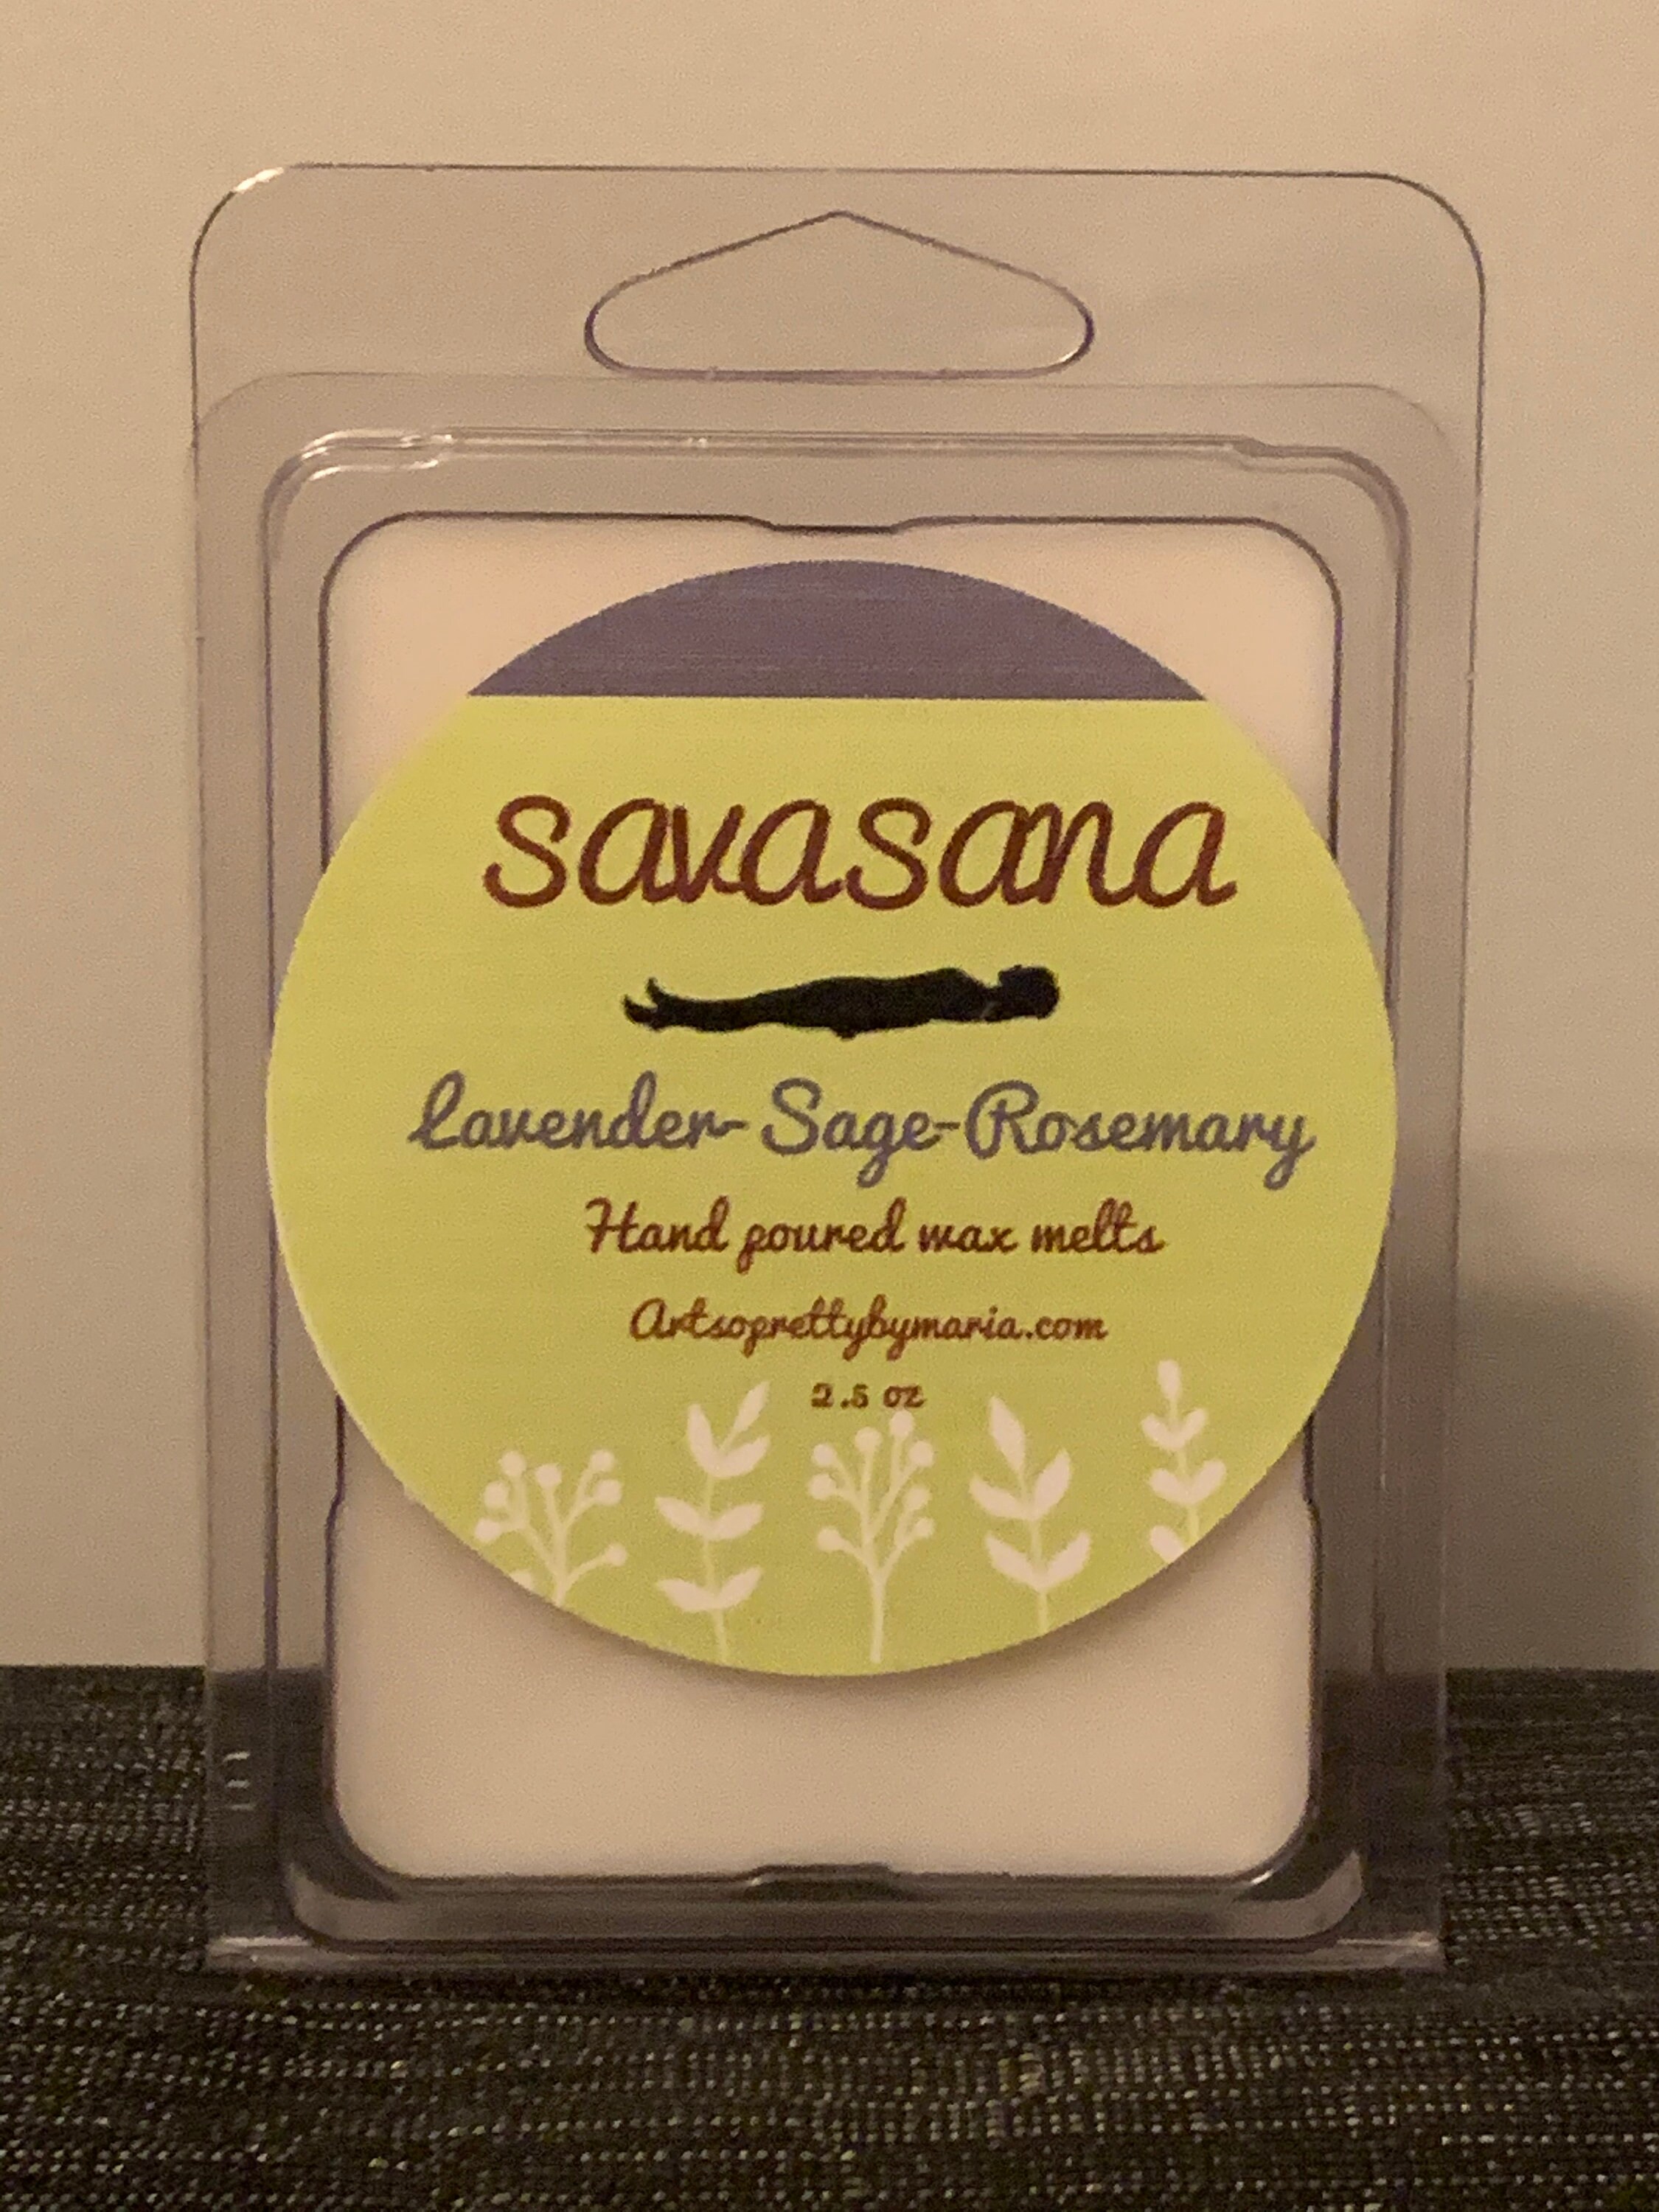 savasana
Lavender-Sage-Rosemary
Hand poured wax melts
Artsoprettybymaria.com
2.5 oz